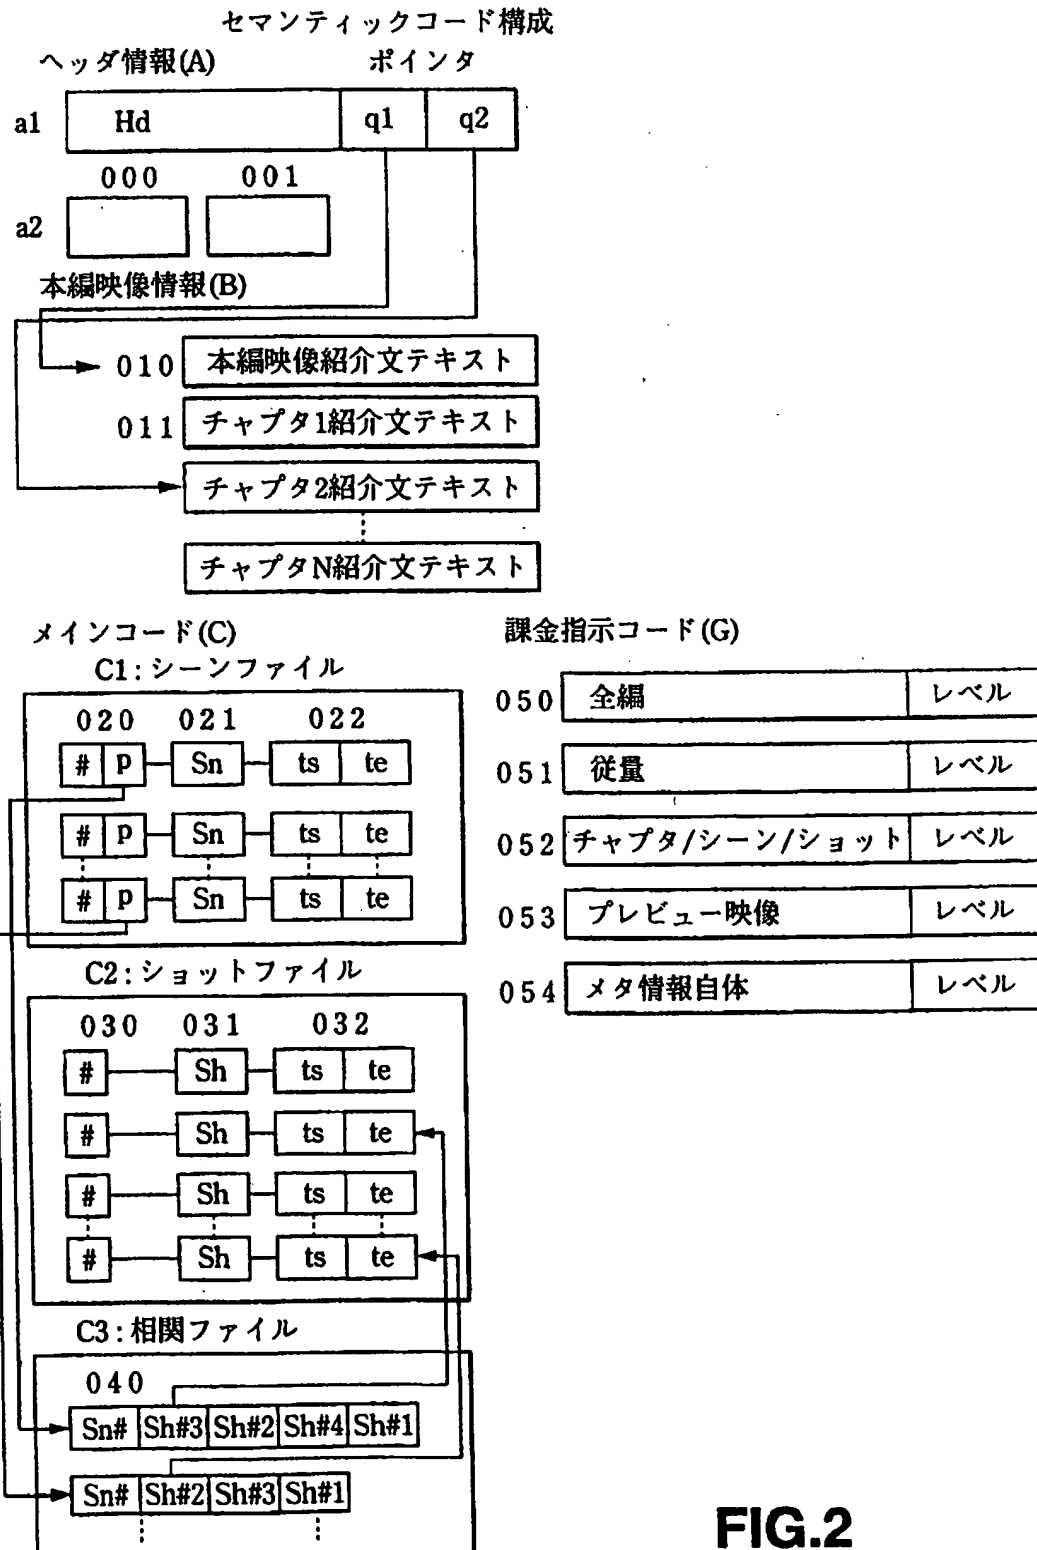 セマンティックコード構成
ヘッダ情報(A) ポインタ
a1 Hd q1 q2
000 001
a2
本編映像情報(B)
010 本編映像紹介文テキスト
011 チャプタ1紹介文テキスト
チャプタ2紹介文テキスト
チャプタN紹介文テキスト
メインコード(C)
C1:シーンファイル
020 021 022
# p Sn ts te
# p Sn ts te
# p Sn ts te
C2:ショットファイル
030 031 032
# Sh ts te
# Sh ts te
# Sh ts te
# Sh ts te
C3:相関ファイル
040
Sn# Sh#3 Sh#2 Sh#4 Sh#1
Sn# Sh#2 Sh#3 Sh#1
課金指示コード(G)
050 全編 レベル
051 従量 レベル
052 チャプタ/シーン/ショット レベル
053 プレビュー映像 レベル
054 メタ情報自体 レベル
FIG.2